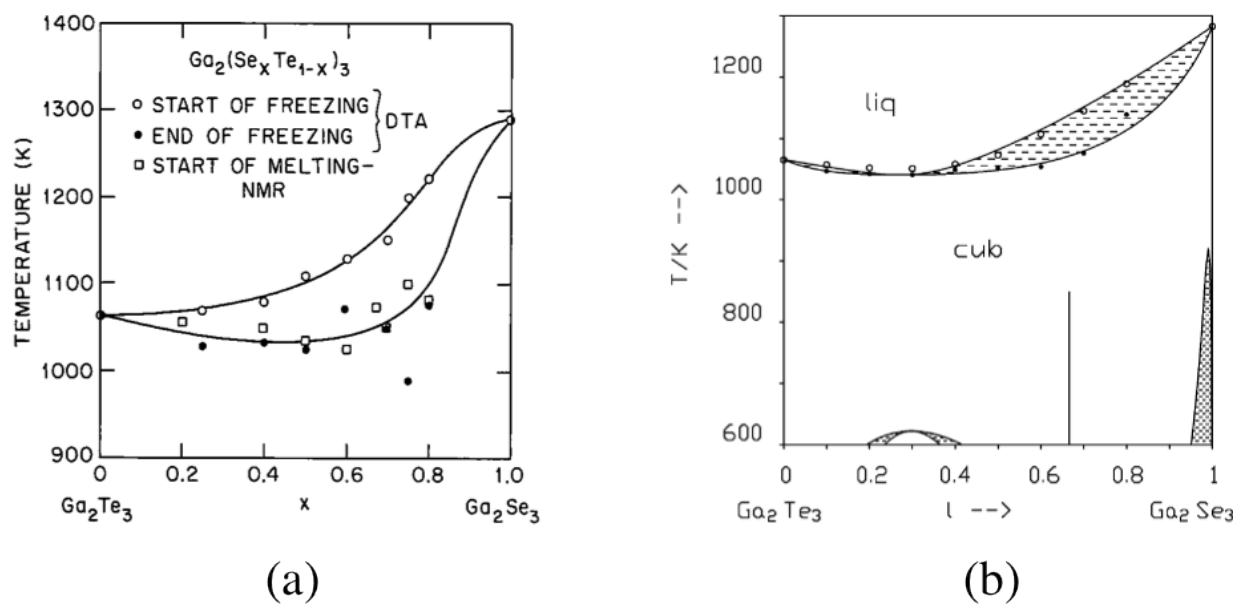 1400
1300
1200
1100
1000
900
TEMPERATURE (K)
Ga2(SexTe1-x)3
START OF FREEZING
END OF FREEZING
DTA
START OF MELTING-
NMR
0 0.2 0.4 0.6 0.8 1.0
Ga2Te3 x Ga2Se3
(a)
1200
1000
800
600
T/K -->
liq
cub
0 0.2 0.4 0.6 0.8 1
Ga2Te3 l --> Ga2Se3
(b)